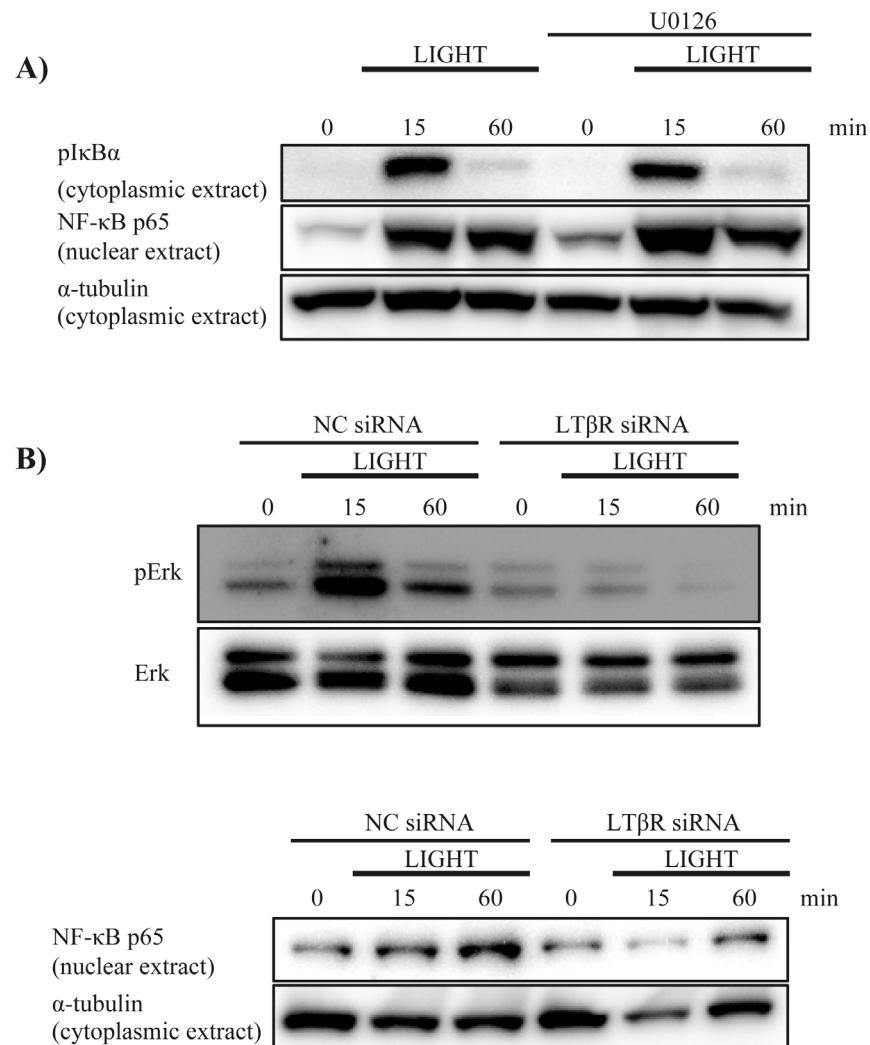 U0126
A)
LIGHT LIGHT
0 15 60 0 15 60 min
pIκBα
(cytoplasmic extract)
NF-κB p65
(nuclear extract)
α-tubulin
(cytoplasmic extract)
NC siRNA LTβR siRNA
B)
LIGHT LIGHT
0 15 60 0 15 60 min
pErk
Erk
NC siRNA LTβR siRNA
LIGHT LIGHT
0 15 60 0 15 60 min
NF-κB p65
(nuclear extract)
α-tubulin
(cytoplasmic extract)